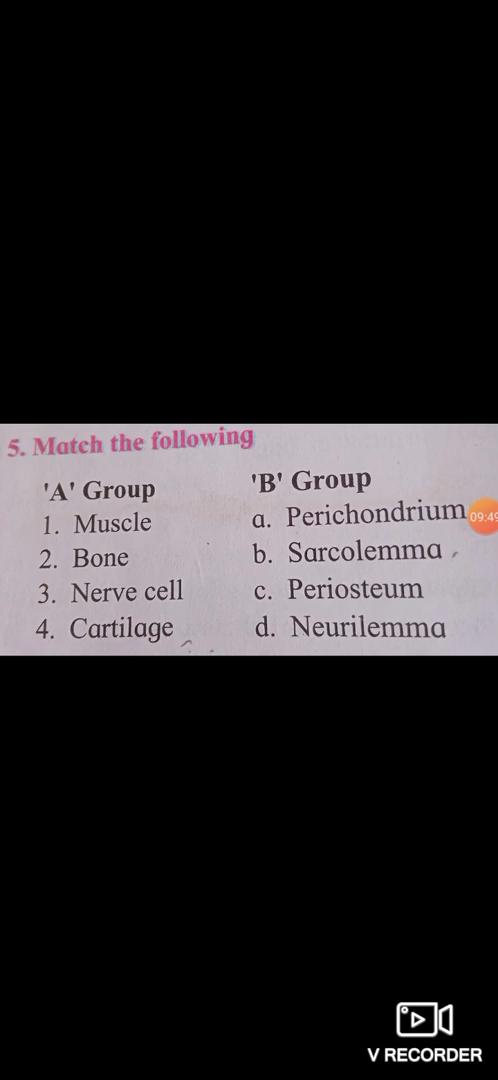 5. Match the following
'A' Group 'B' Group
1. Muscle a. Perichondrium
09:49
2. Bone b. Sarcolemma
3. Nerve cell c. Periosteum
4. Cartilage d. Neurilemma
V RECORDER